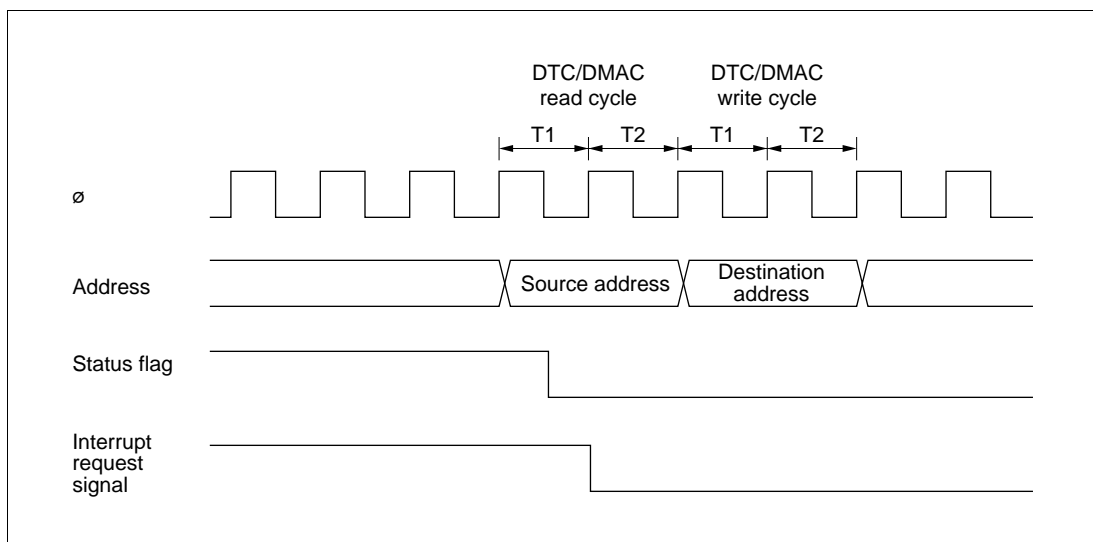 DTC/DMAC
read cycle
DTC/DMAC
write cycle
T1
T2
T1
T2
ø
Address
Source address
Destination
address
Status flag
Interrupt
request
signal